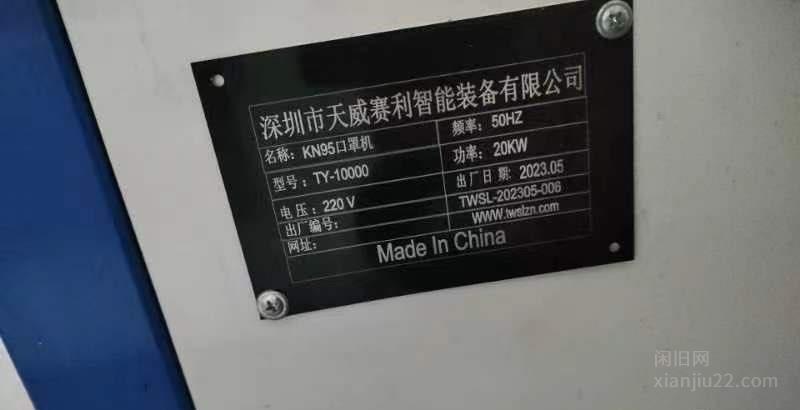 深圳市天威赛利智能装备有限公司
名称: KN95口罩机 频率: 50HZ
型号: TY-10000 功率: 20KW
电压: 220V 出厂日期: 2023.05
出厂编号: TWSL-202305-006
网址: WWW.twslzn.com
Made In China
闲旧网
xianjiu22.com